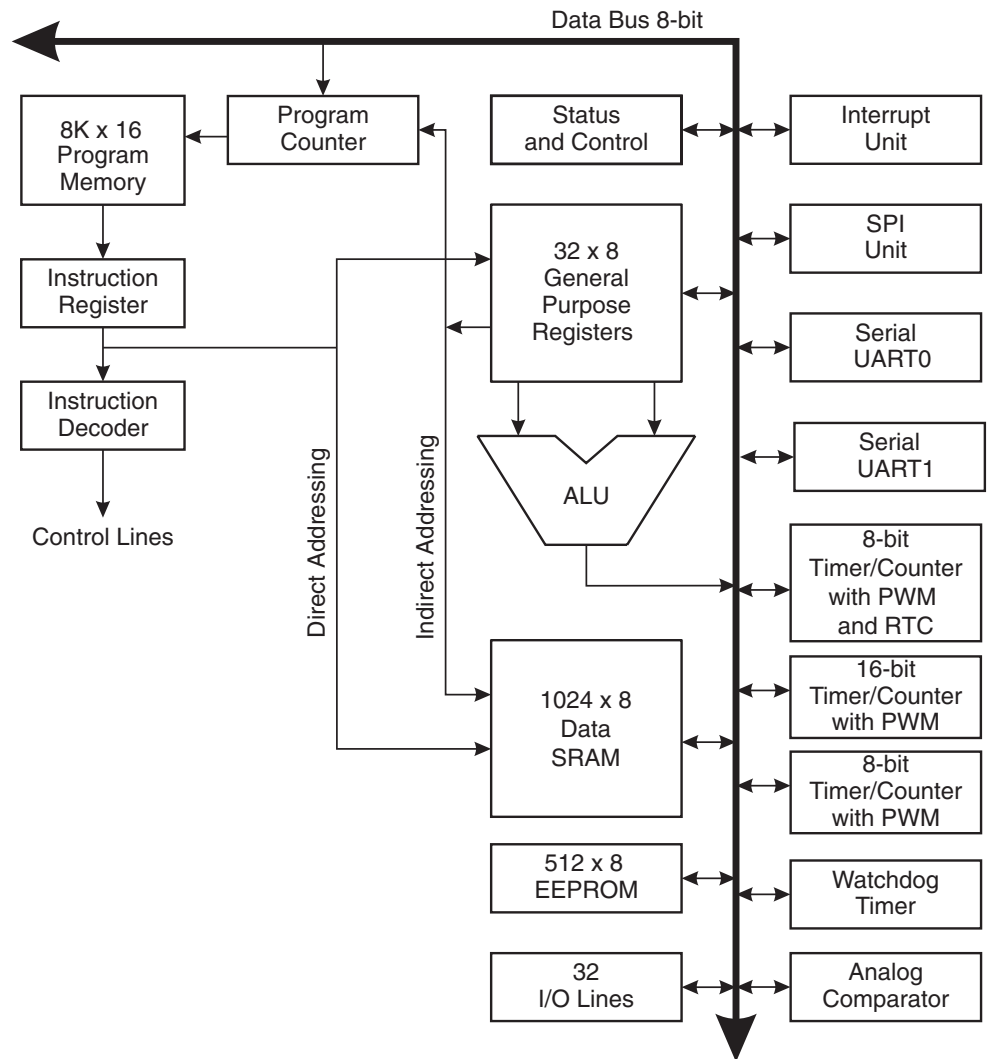 Data Bus 8-bit
8K x 16
Program
Memory
Program
Counter
Status
and Control
Interrupt
Unit
32 x 8
General
Purpose
Registers
SPI
Unit
Instruction
Register
Serial
UART0
Instruction
Decoder
Direct Addressing
Indirect Addressing
ALU
Serial
UART1
Control Lines
8-bit
Timer/Counter
with PWM
and RTC
1024 x 8
Data
SRAM
16-bit
Timer/Counter
with PWM
8-bit
Timer/Counter
with PWM
512 x 8
EEPROM
Watchdog
Timer
32
I/O Lines
Analog
Comparator